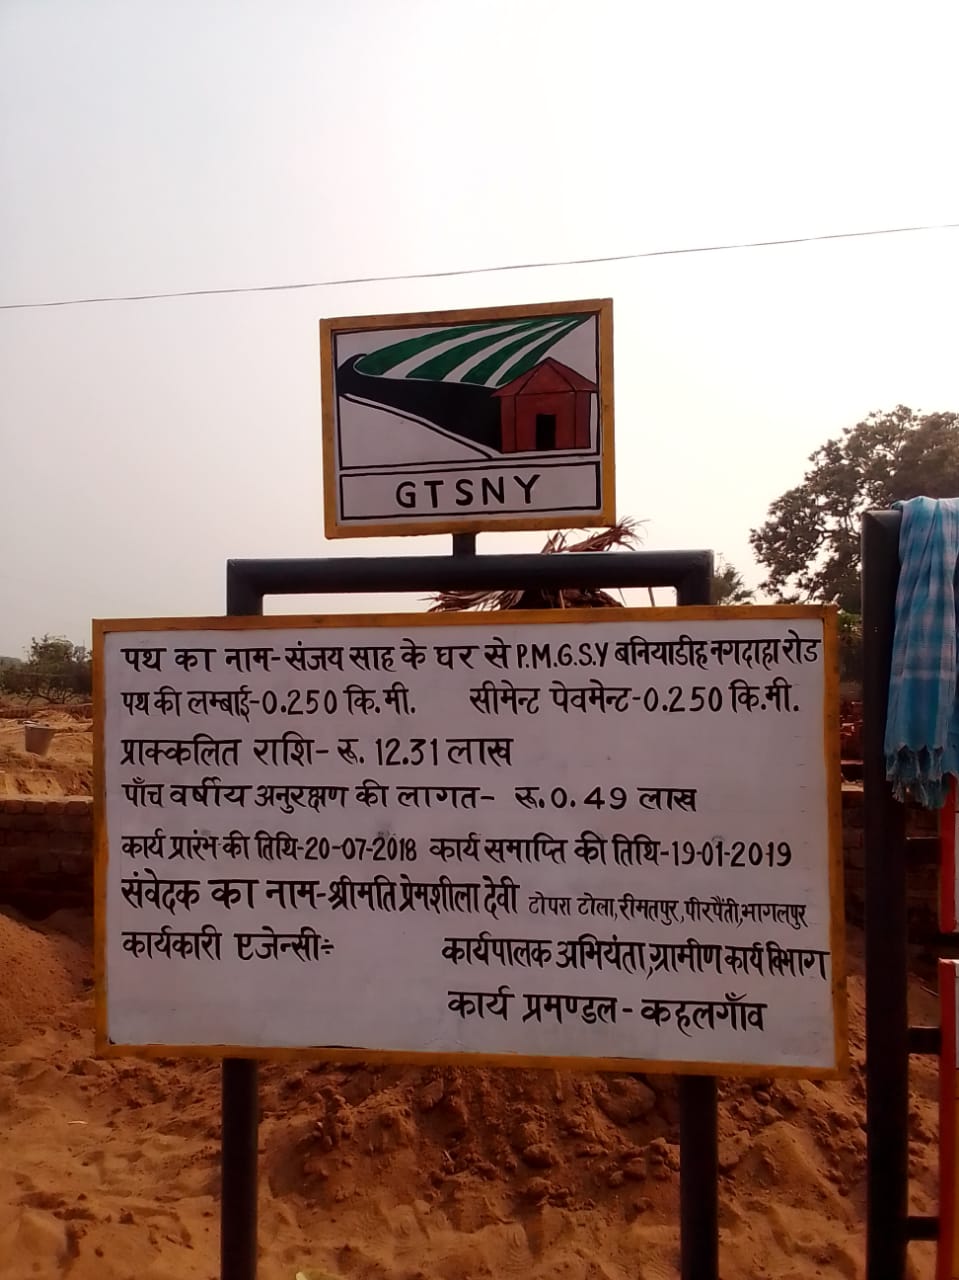 GTSNY
पथ का नाम-संजय साह के घर से P.M.G.S.Y बनियाडीह नगदाहा रोड
पथ की लम्बाई-0.250 कि.मी. सीमेन्ट पेवमेन्ट-0.250 कि.मी.
प्राक्कलित राशि- रू. 12.31 लाख
पाँच वर्षीय अनुरक्षण की लागत- रू.0.49 लाख
कार्य प्रारंभ की तिथि-20-07-2018 कार्य समाप्ति की तिथि-19-01-2019
संवेदक का नाम-श्रीमति प्रेमशीला देवी टोपरा टोला,रीमतपुर,पीरपैंती,भागलपुर
कार्यकारी एजेन्सी÷ कार्यपालक अभियंता,ग्रामीण कार्य विभाग
कार्य प्रमण्डल-कहलगाँव